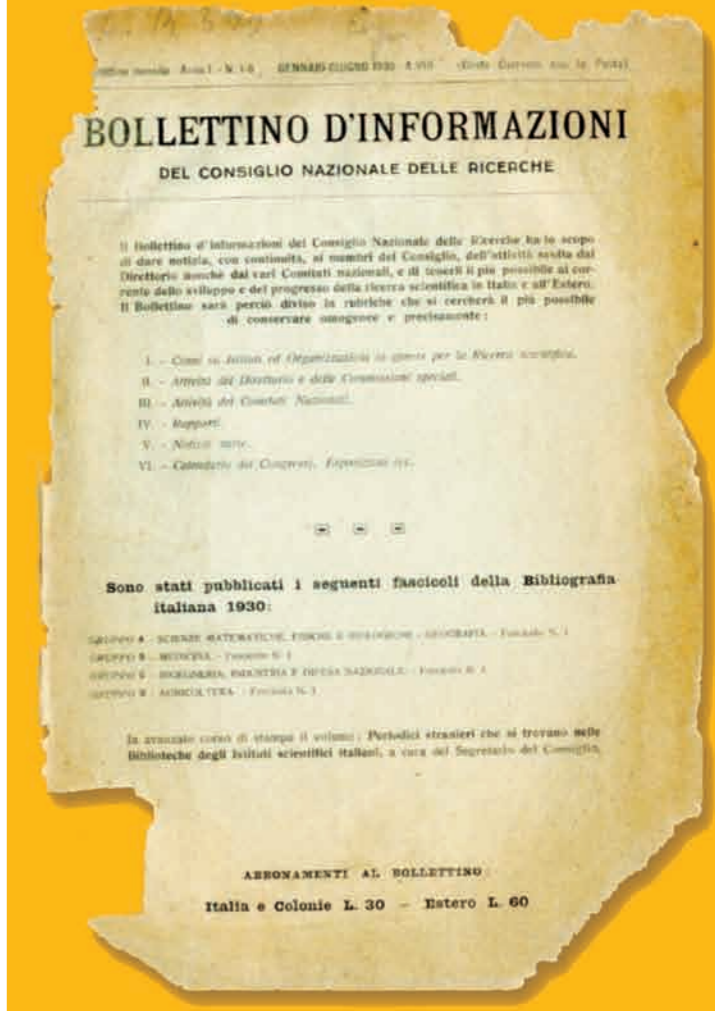 Anno I - N. 1-6 GENNAIO-GIUGNO 1930 A. VIII (Conto Corrente con la Posta)
BOLLETTINO D'INFORMAZIONI
DEL CONSIGLIO NAZIONALE DELLE RICERCHE
Il Bollettino d'informazioni del Consiglio Nazionale delle Ricerche ha lo scopo
di dare notizia, con continuità, ai membri del Consiglio, dell'attività svolta dal
Direttorio nonchè dai vari Comitati nazionali, e di tenerli il più possibile al cor-
rente dello sviluppo e del progresso della ricerca scientifica in Italia e all'Estero.
Il Bollettino sarà perciò diviso in rubriche che si cercherà il più possibile
di conservare omogenee e precisamente:
I. - Cenni su Istituti ed Organizzazioni in genere per la Ricerca scientifica.
II. - Attività del Direttorio e delle Commissioni speciali.
III. - Attività dei Comitati Nazionali.
IV. - Rapporti.
V. - Notizie varie.
VI. - Calendario dei Congressi, Esposizioni ecc.
Sono stati pubblicati i seguenti fascicoli della Bibliografia
italiana 1930:
GRUPPO A - SCIENZE MATEMATICHE, FISICHE E BIOLOGICHE - GEOGRAFIA. - Fascicolo N. 1
GRUPPO B - MEDICINA. - Fascicolo N. 1
GRUPPO C - INGEGNERIA, INDUSTRIA E DIFESA NAZIONALE. - Fascicolo N. 1
GRUPPO D - AGRICOLTURA. - Fascicolo N. 1
In avanzato corso di stampa il volume: Periodici stranieri che si trovano nelle
Biblioteche degli Istituti scientifici italiani, a cura del Segretario del Consiglio.
ABBONAMENTI AL BOLLETTINO
Italia e Colonie L. 30 - Estero L. 60